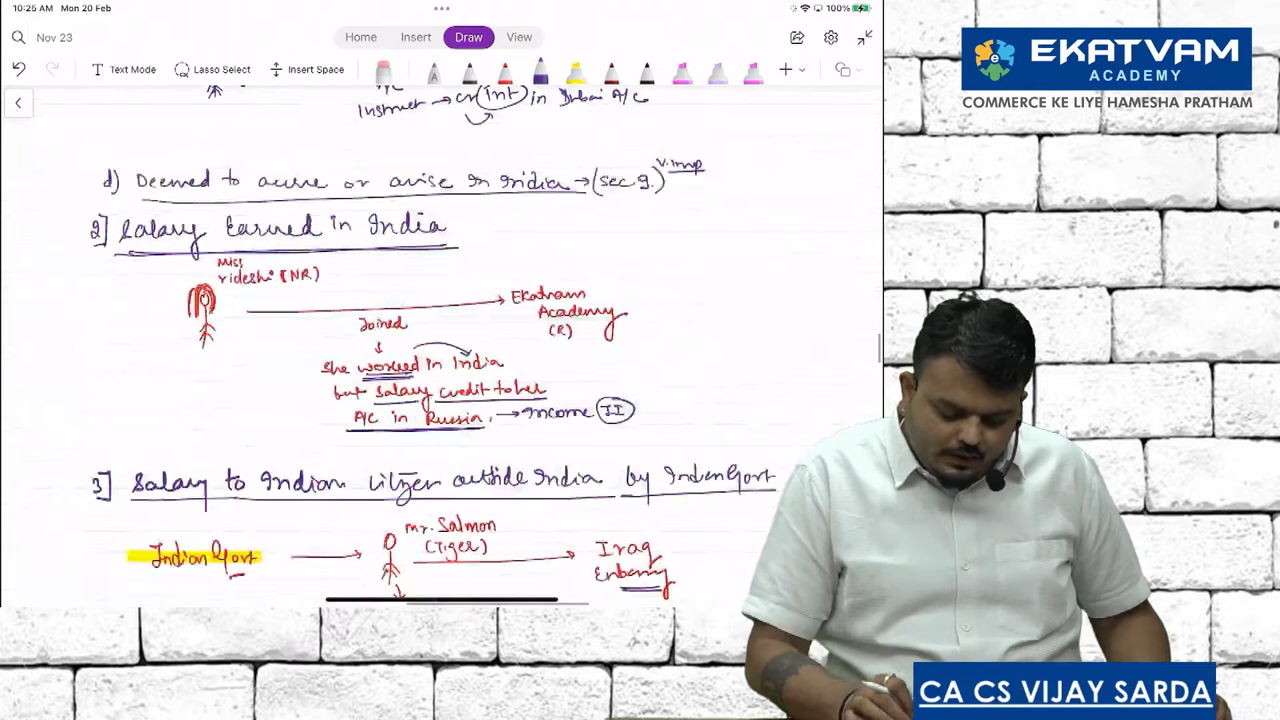 10:25 AM Mon 20 Feb
100%
Nov 23
Home Insert Draw View
Text Mode Lasso Select Insert Space
Instruct → cr Int in Dubai A/C
d) Deemed to accrue or arise in India → (sec 9.) V.imp
2] Salary Earned in India
Miss
videshi (NR)
Ekatvam
Academy
(R)
Joined
She worked in India
but salary credit to her
A/C in Russia. → Income II
3] Salary to Indian citizen outside India by Indian Govt
Mr. Salmon
(Tiger)
Indian Govt
Iraq
Embassy
EKATVAM
ACADEMY
COMMERCE KE LIYE HAMESHA PRATHAM
CA CS VIJAY SARDA